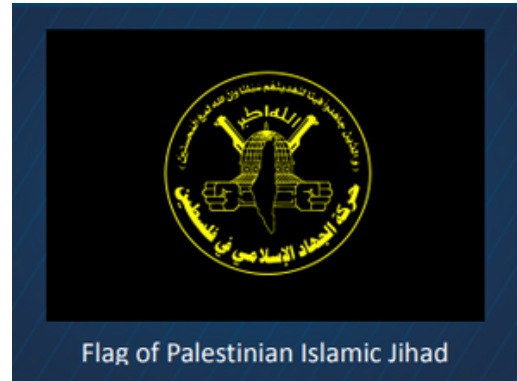 والذين جاهدوا فينا لنهدينهم سبلنا وإن الله لمع المحسنين
الله أكبر
حركة الجهاد الإسلامي في فلسطين
Flag of Palestinian Islamic Jihad